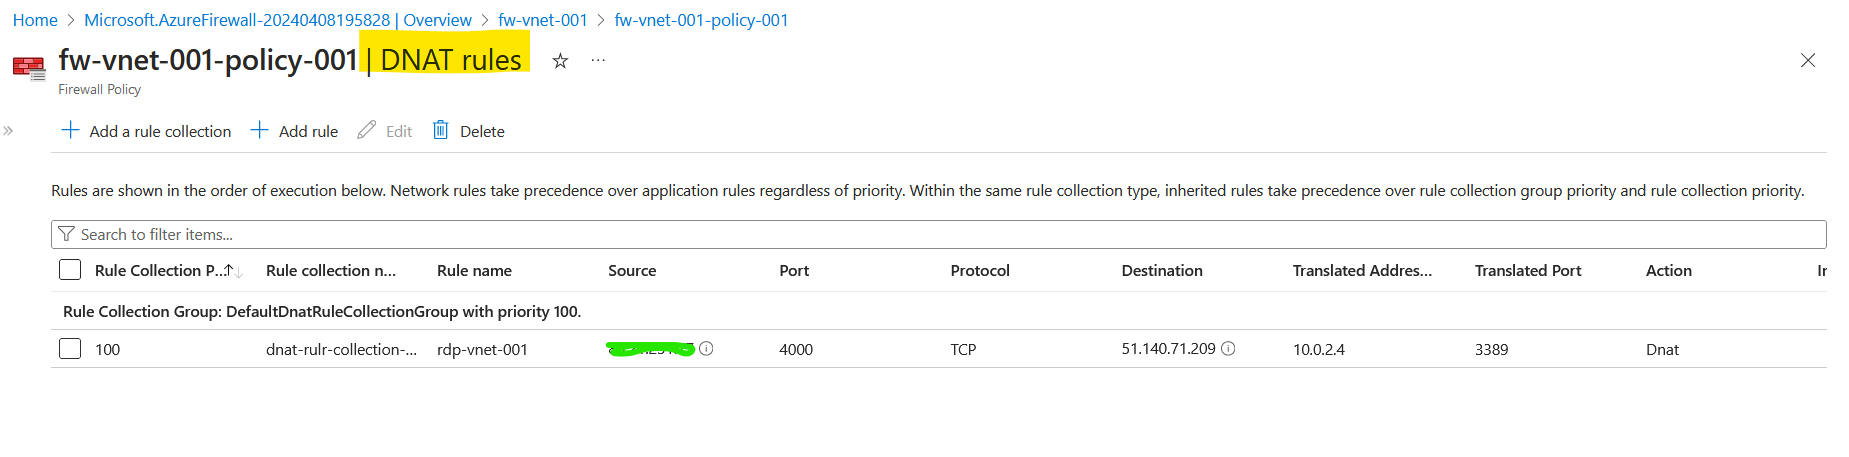 Home > Microsoft.AzureFirewall-20240408195828 | Overview > fw-vnet-001 > fw-vnet-001-policy-001
fw-vnet-001-policy-001 | DNAT rules
Firewall Policy
Add a rule collection Add rule Edit Delete
Rules are shown in the order of execution below. Network rules take precedence over application rules regardless of priority. Within the same rule collection type, inherited rules take precedence over rule collection group priority and rule collection priority.
Search to filter items...
Rule Collection P... Rule collection n... Rule name Source Port Protocol Destination Translated Addres... Translated Port Action
Rule Collection Group: DefaultDnatRuleCollectionGroup with priority 100.
100 dnat-rulr-collection-... rdp-vnet-001 4000 TCP 51.140.71.209 10.0.2.4 3389 Dnat